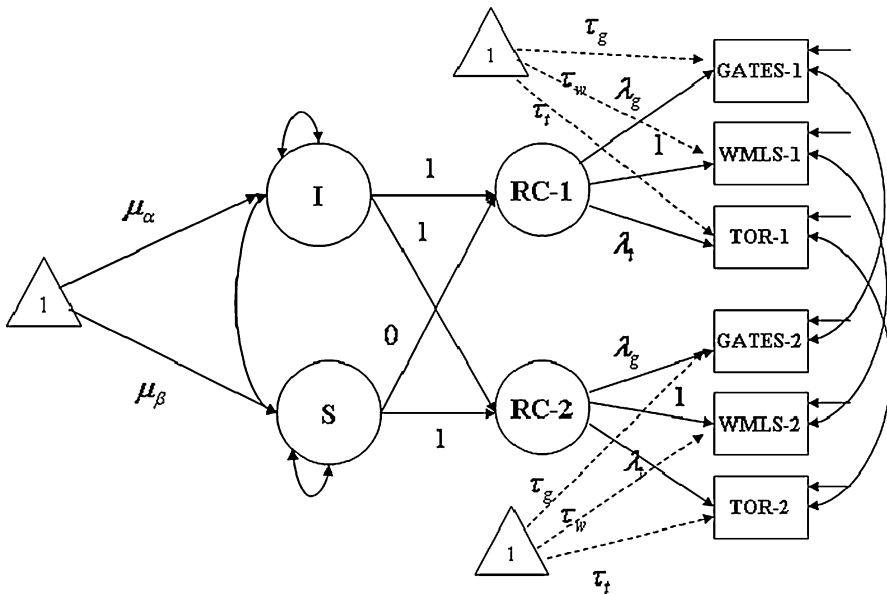 τg
1
GATES-1
τw
λg
τt
1
1
WMLS-1
I
RC-1
μα
1
λt
TOR-1
1
0
GATES-2
λg
μβ
1
S
RC-2
WMLS-2
1
λt
τg
τw
TOR-2
1
τt